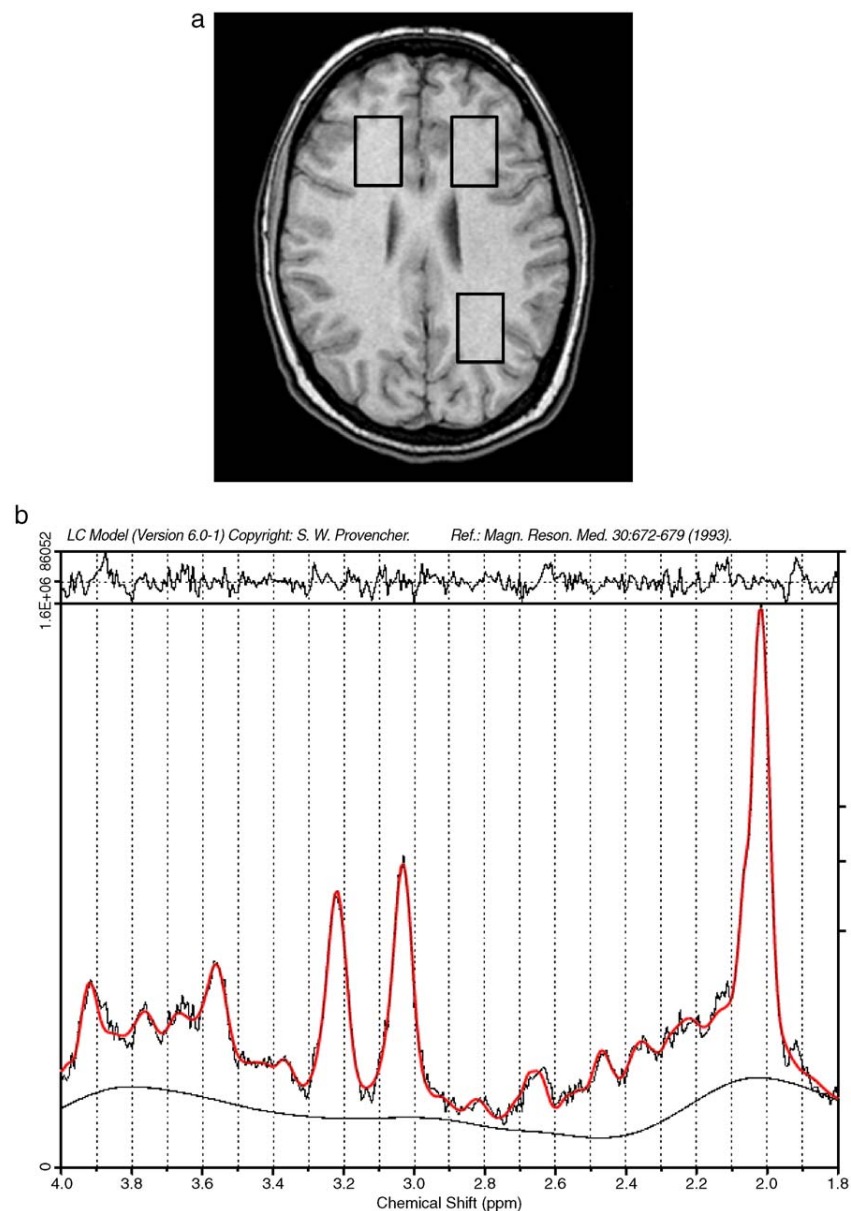 a
b
LC Model (Version 6.0-1) Copyright: S. W. Provencher. Ref.: Magn. Reson. Med. 30:672-679 (1993).
86052
1.6E+06
0
4.0 3.8 3.6 3.4 3.2 3.0 2.8 2.6 2.4 2.2 2.0 1.8
Chemical Shift (ppm)